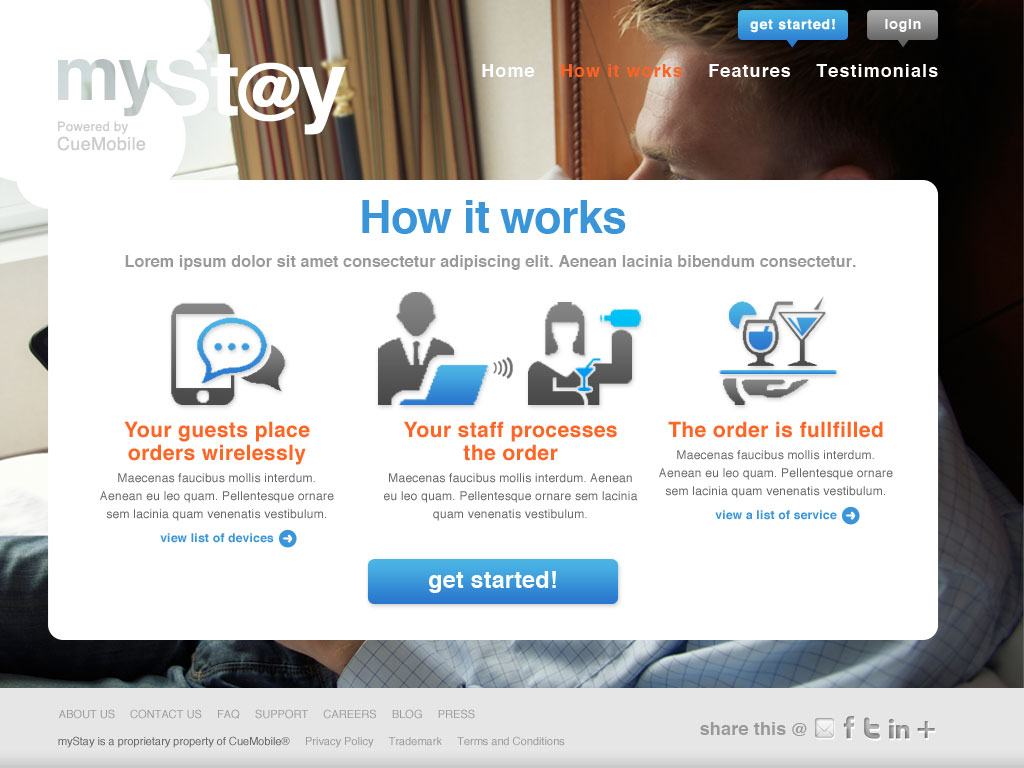 get started!
login
mySt@y
Powered by
CueMobile
Home How it works Features Testimonials
How it works
Lorem ipsum dolor sit amet consectetur adipiscing elit. Aenean lacinia bibendum consectetur.
Your guests place
orders wirelessly
Maecenas faucibus mollis interdum.
Aenean eu leo quam. Pellentesque ornare
sem lacinia quam venenatis vestibulum.
view list of devices
Your staff processes
the order
Maecenas faucibus mollis interdum. Aenean
eu leo quam. Pellentesque ornare sem lacinia
quam venenatis vestibulum.
The order is fullfilled
Maecenas faucibus mollis interdum.
Aenean eu leo quam. Pellentesque ornare
sem lacinia quam venenatis vestibulum.
view a list of service
get started!
ABOUT US CONTACT US FAQ SUPPORT CAREERS BLOG PRESS
myStay is a proprietary property of CueMobile® Privacy Policy Trademark Terms and Conditions
share this @ f t in +